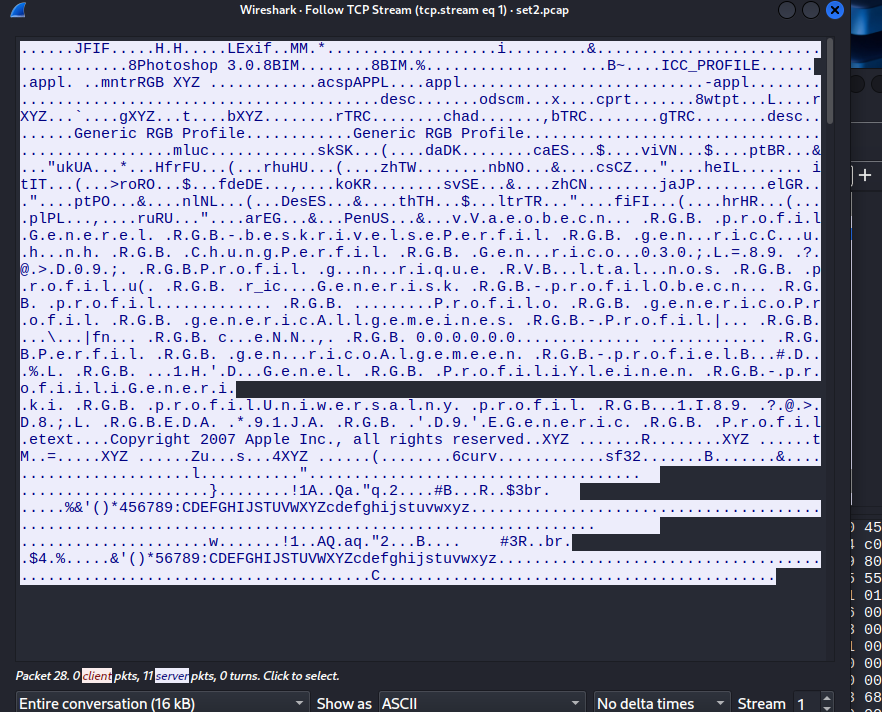 Wireshark · Follow TCP Stream (tcp.stream eq 1) · set2.pcap
......JFIF.....H.H.....LExif..MM.*...................i.........&.........................
............8Photoshop 3.0.8BIM........8BIM.%................ ...B~....ICC_PROFILE......
.appl. ..mntrRGB XYZ ............acspAPPL....appl...........................-appl........
........................................desc.......odscm...x....cprt.......8wtpt...L....r
XYZ...`....gXYZ...t....bXYZ........rTRC........chad.......,bTRC........gTRC........desc..
......Generic RGB Profile............Generic RGB Profile.................................
....................mluc............skSK...(....daDK........caES...$....viVN...$....ptBR...&
..."ukUA...*...HfrFU...(...rhuHU...(....zhTW........nbNO...&....csCZ..."....heIL........i
tIT...(...>roRO...$...fdeDE...,....koKR........svSE...&....zhCN........jaJP........elGR..
."....ptPO...&....nlNL...(...DesES...&....thTH...$...ltrTR..."....fiFI...(....hrHR...(...
.plPL...,....ruRU..."....arEG...&...PenUS...&...v.V.a.e.o.b.e.c.n... .R.G.B. .p.r.o.f.i.l
.G.e.n.e.r.e.l. .R.G.B.-.b.e.s.k.r.i.v.e.l.s.e.P.e.r.f.i.l. .R.G.B. .g.e.n...r.i.c.C...u.
.h...n.h. .R.G.B. .C.h.u.n.g.P.e.r.f.i.l. .R.G.B. .G.e.n...r.i.c.o...0.3.0.;.L.=.8.9. .?.
@.>.D.0.9.;. .R.G.B.P.r.o.f.i.l. .g...n...r.i.q.u.e. .R.V.B...l.t.a.l...n.o.s. .R.G.B. .p
.r.o.f.i.l..u(. .R.G.B. .r_ic....G.e.n.e.r.i.s.k. .R.G.B.-.p.r.o.f.i.l.O.b.e.c.n... .R.G.
B. .p.r.o.f.i.l............. .R.G.B. .........P.r.o.f.i.l.o. .R.G.B. .g.e.n.e.r.i.c.o.P.r
.o.f.i.l. .R.G.B. .g.e.n.e.r.i.c.A.l.l.g.e.m.e.i.n.e.s. .R.G.B.-.P.r.o.f.i.l.|... .R.G.B.
...\...|fn... .R.G.B. c...e.N.N..,. .R.G.B. 0.0.0.0.0.0.............. ............. .R.G.
B.P.e.r.f.i.l. .R.G.B. .g.e.n...r.i.c.o.A.l.g.e.m.e.e.n. .R.G.B.-.p.r.o.f.i.e.l.B...#.D..
.%.L. .R.G.B. ...1.H.'.D...G.e.n.e.l. .R.G.B. .P.r.o.f.i.l.i.Y.l.e.i.n.e.n. .R.G.B.-.p.r.
o.f.i.i.l.i.G.e.n.e.r.i.
.k.i. .R.G.B. .p.r.o.f.i.l.U.n.i.w.e.r.s.a.l.n.y. .p.r.o.f.i.l. .R.G.B...1.I.8.9. .?.@.>.
D.8.;.L. .R.G.B.E.D.A. .*.9.1.J.A. .R.G.B. .'.D.9.'.E.G.e.n.e.r.i.c. .R.G.B. .P.r.o.f.i.l
.etext....Copyright 2007 Apple Inc., all rights reserved..XYZ .......R........XYZ ......t
M..=.....XYZ ......Zu...s...4XYZ ......(........6curv............sf32.......B.......&....
....................l..........."......................................
.....................}........!1A..Qa."q.2....#B...R..$3br.
.....%&'()*456789:CDEFGHIJSTUVWXYZcdefghijstuvwxyz.......................................
.................................................................
.....................w.......!1..AQ.aq."2...B....	#3R..br.
.$4.%.....&'()*56789:CDEFGHIJSTUVWXYZcdefghijstuvwxyz....................................
.......................................C............................................
Packet 28. 0 client pkts, 11 server pkts, 0 turns. Click to select.
Entire conversation (16 kB) Show as ASCII No delta times Stream 1